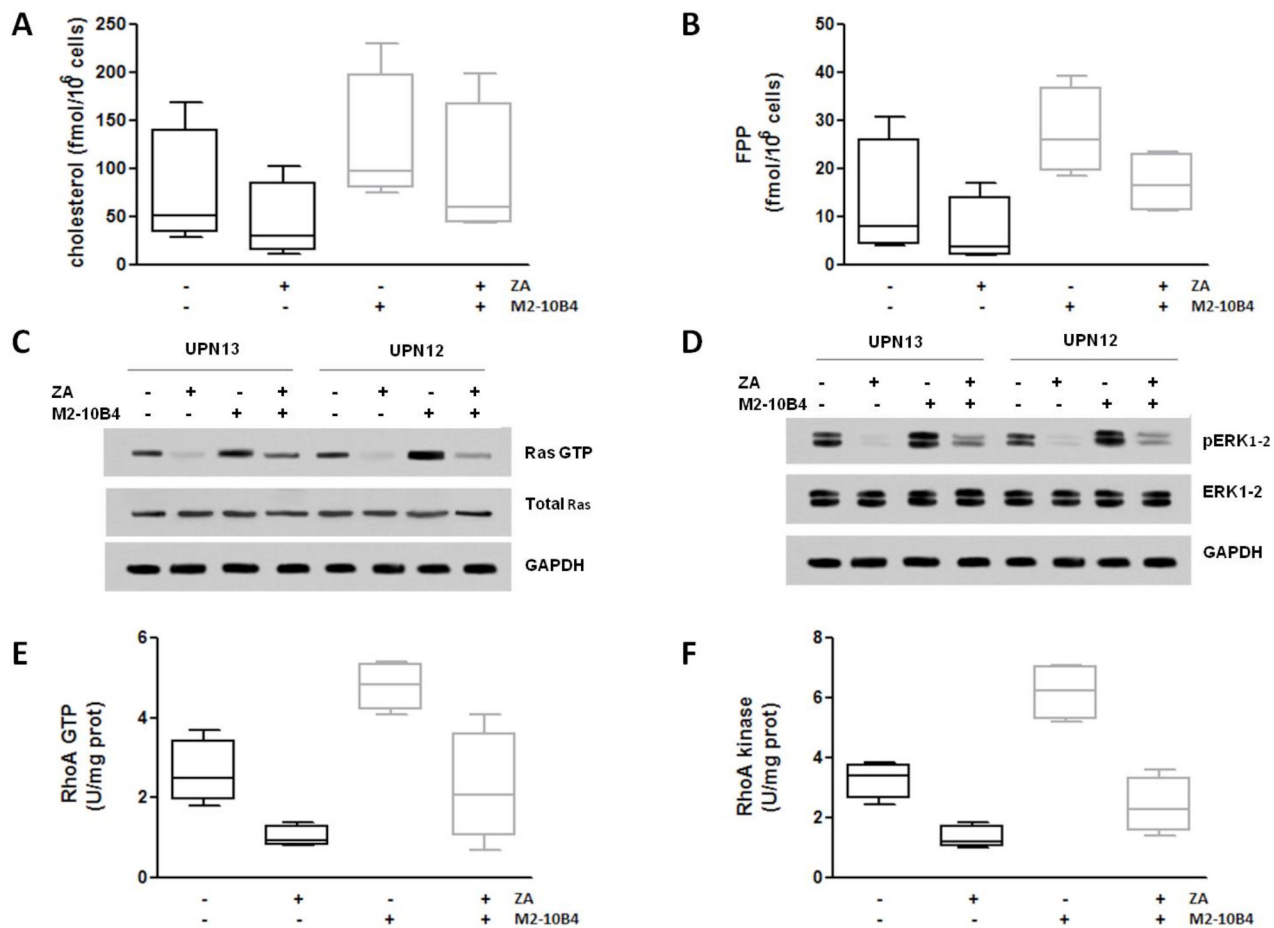 A
cholesterol (fmol/10⁶ cells)
250
200
150
100
50
0
- + - + ZA
- - + + M2-10B4
B
FPP
(fmol/10⁶ cells)
50
40
30
20
10
0
- + - + ZA
- - + + M2-10B4
C
UPN13 UPN12
ZA - + - + - + - +
M2-10B4 - - + + - - + +
Ras GTP
Total Ras
GAPDH
D
UPN13 UPN12
ZA - + - + - + - +
M2-10B4 - - + + - - + +
pERK1-2
ERK1-2
GAPDH
E
RhoA GTP
(U/mg prot)
6
4
2
0
- + - + ZA
- - + + M2-10B4
F
RhoA kinase
(U/mg prot)
8
6
4
2
0
- + - + ZA
- - + + M2-10B4